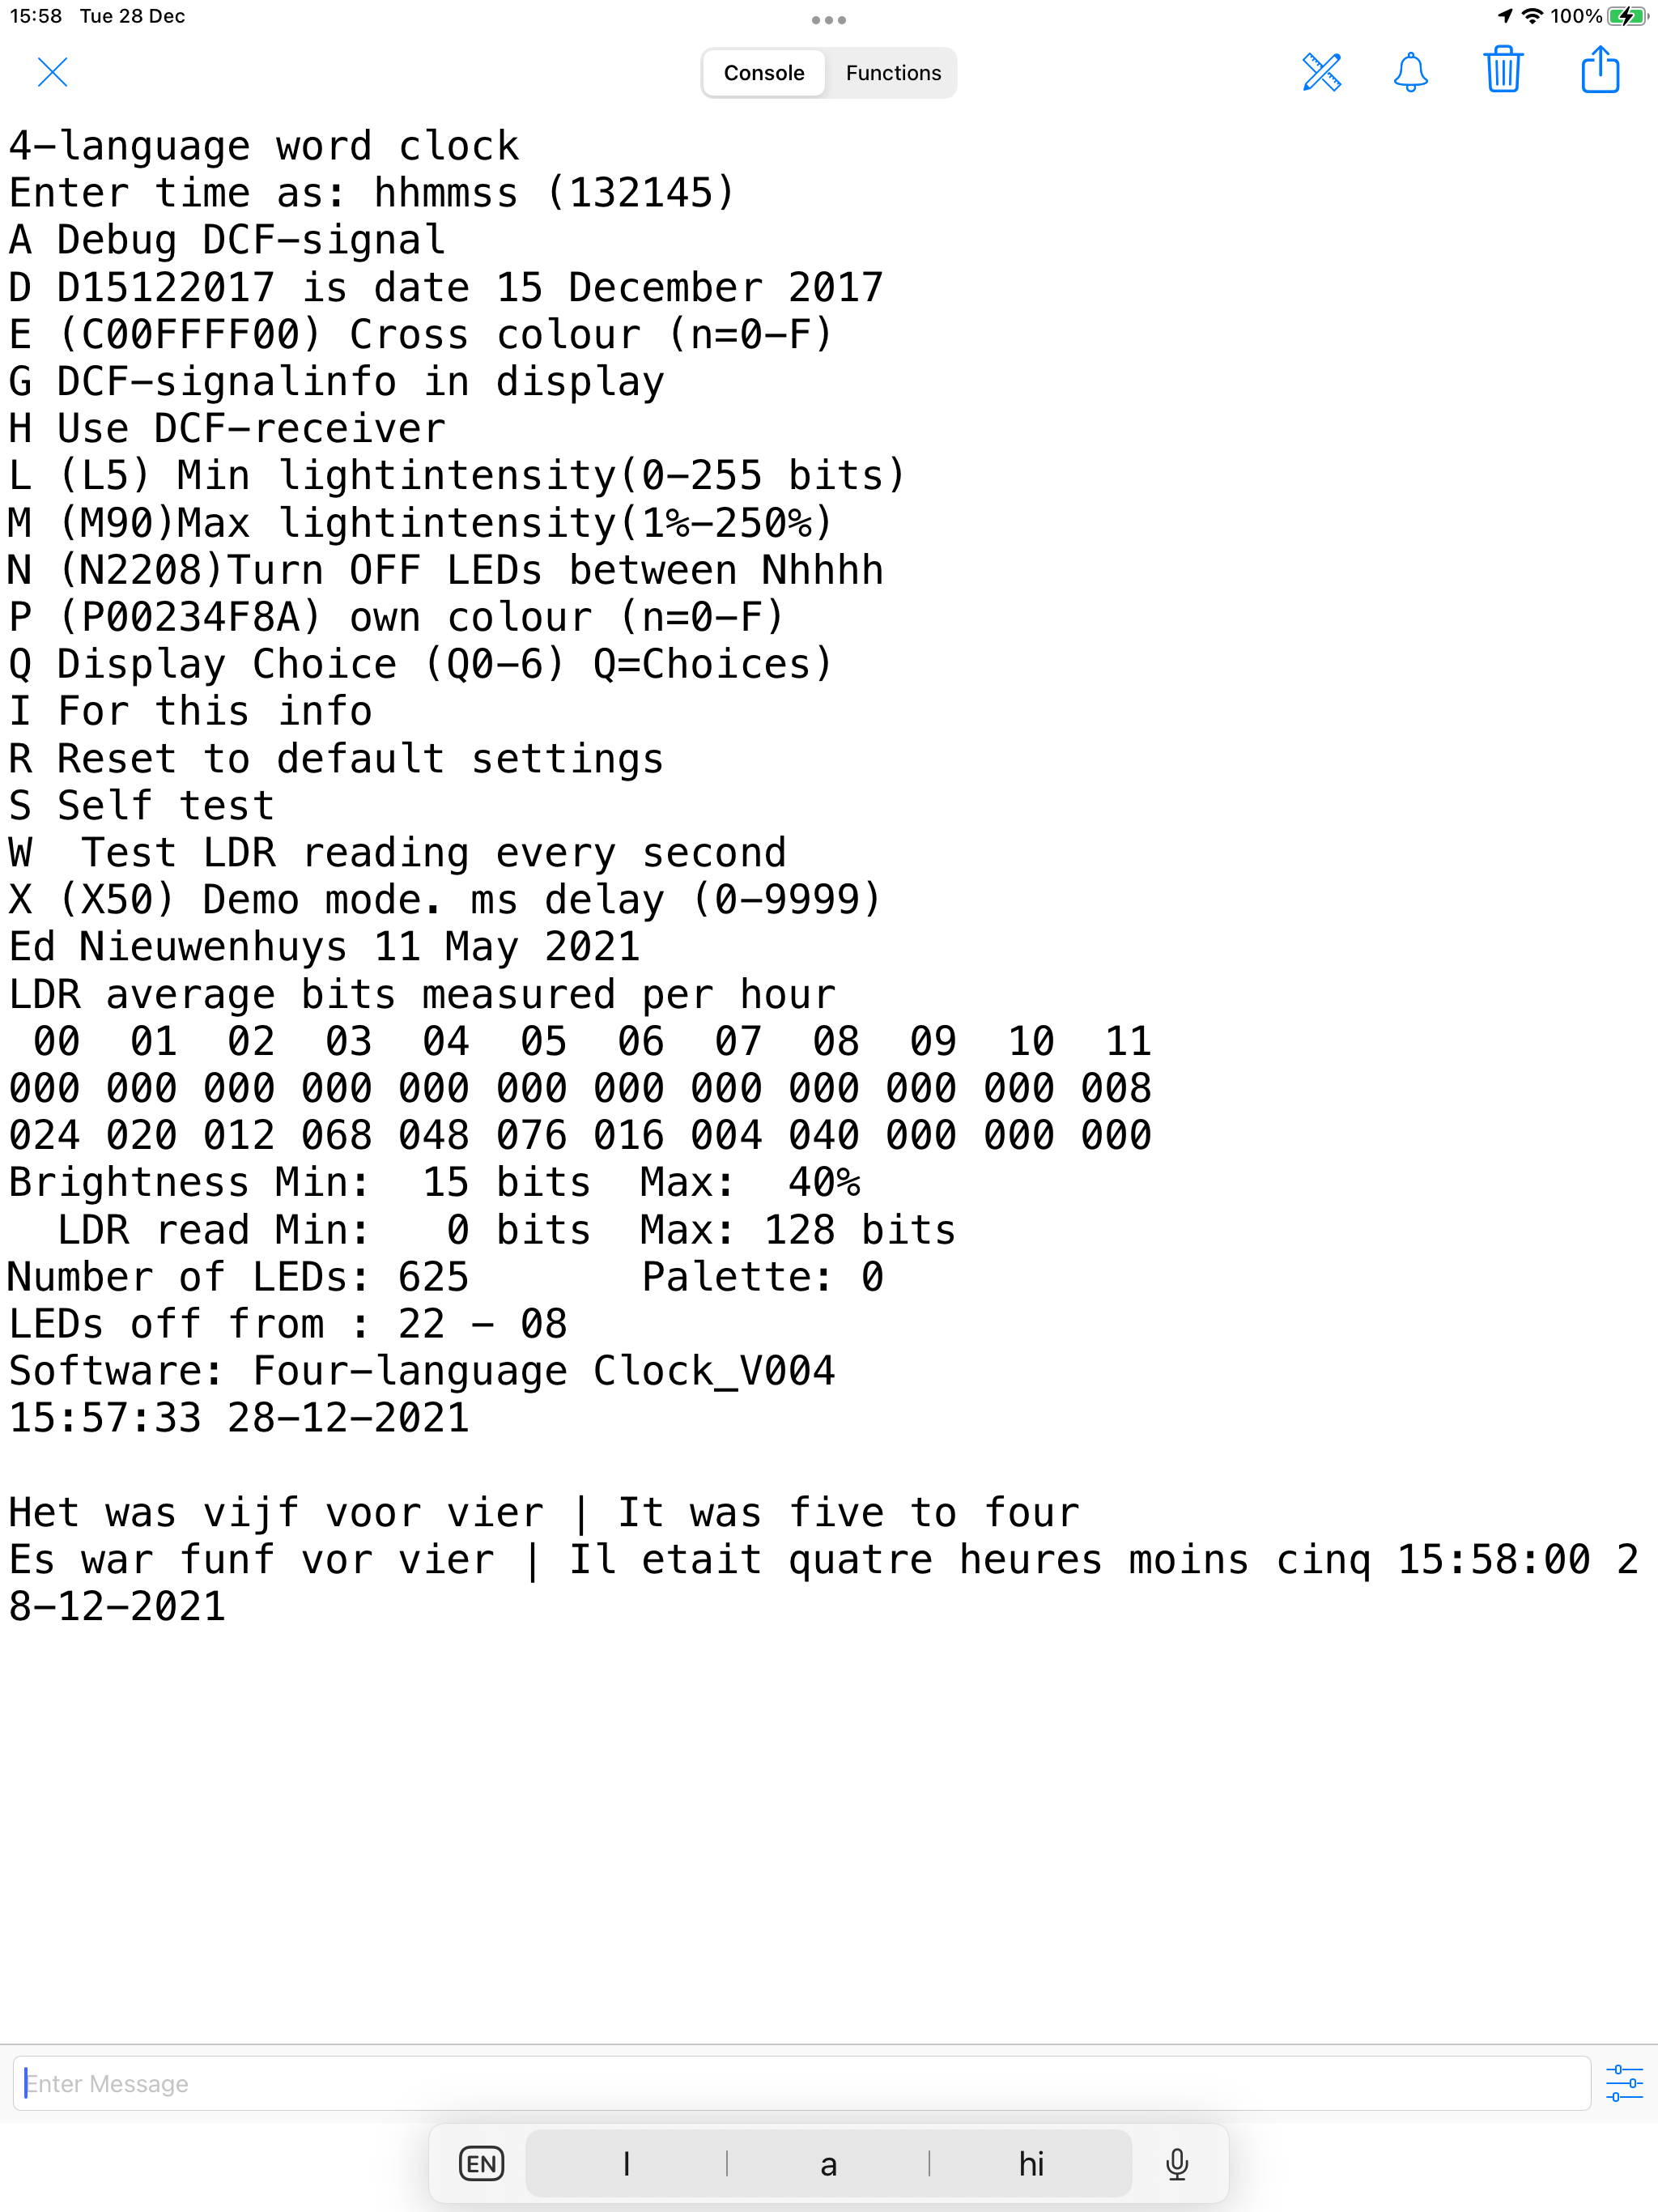 15:58 Tue 28 Dec
100%
Console Functions
4-language word clock
Enter time as: hhmmss (132145)
A Debug DCF-signal
D D15122017 is date 15 December 2017
E (C00FFFF00) Cross colour (n=0-F)
G DCF-signalinfo in display
H Use DCF-receiver
L (L5) Min lightintensity(0-255 bits)
M (M90)Max lightintensity(1%-250%)
N (N2208)Turn OFF LEDs between Nhhhh
P (P00234F8A) own colour (n=0-F)
Q Display Choice (Q0-6) Q=Choices)
I For this info
R Reset to default settings
S Self test
W  Test LDR reading every second
X (X50) Demo mode. ms delay (0-9999)
Ed Nieuwenhuys 11 May 2021
LDR average bits measured per hour
00 01 02 03 04 05 06 07 08 09 10 11
000 000 000 000 000 000 000 000 000 000 000 008
024 020 012 068 048 076 016 004 040 000 000 000
Brightness Min:  15 bits  Max:  40%
LDR read Min:   0 bits  Max: 128 bits
Number of LEDs: 625       Palette: 0
LEDs off from : 22 - 08
Software: Four-language Clock_V004
15:57:33 28-12-2021
Het was vijf voor vier | It was five to four
Es war funf vor vier | Il etait quatre heures moins cinq 15:58:00 2
8-12-2021
Enter Message
EN I a hi